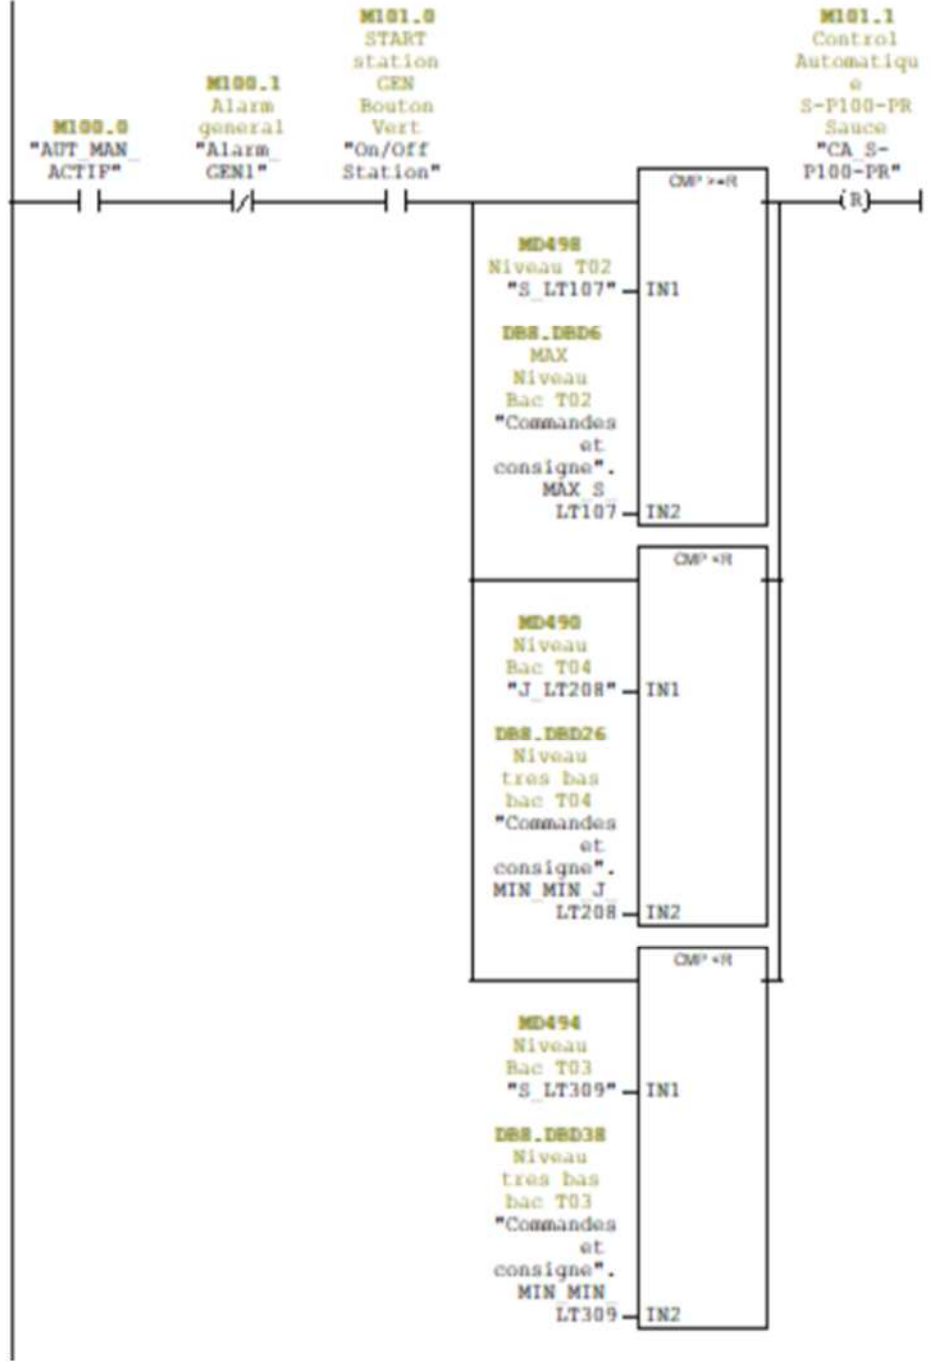 M100.0
"AUT_MAN_
ACTIF"
M100.1
Alarm
general
"Alarm_
GEN1"
M101.0
START
station
GEN
Bouton
Vert
"On/Off
Station"
M101.1
Control
Automatiqu
e
S-P100-PR
Sauce
"CA_S-
P100-PR"
(R)
CMP >=R
MD498
Niveau T02
"S_LT107"
IN1
DB8.DBD6
MAX
Niveau
Bac T02
"Commandes
et
consigne".
MAX_S_
LT107
IN2
CMP <R
MD490
Niveau
Bac T04
"J_LT208"
IN1
DB8.DBD26
Niveau
tres bas
bac T04
"Commandes
et
consigne".
MIN_MIN_J_
LT208
IN2
CMP <R
MD494
Niveau
Bac T03
"S_LT309"
IN1
DB8.DBD38
Niveau
tres bas
bac T03
"Commandes
et
consigne".
MIN_MIN_
LT309
IN2